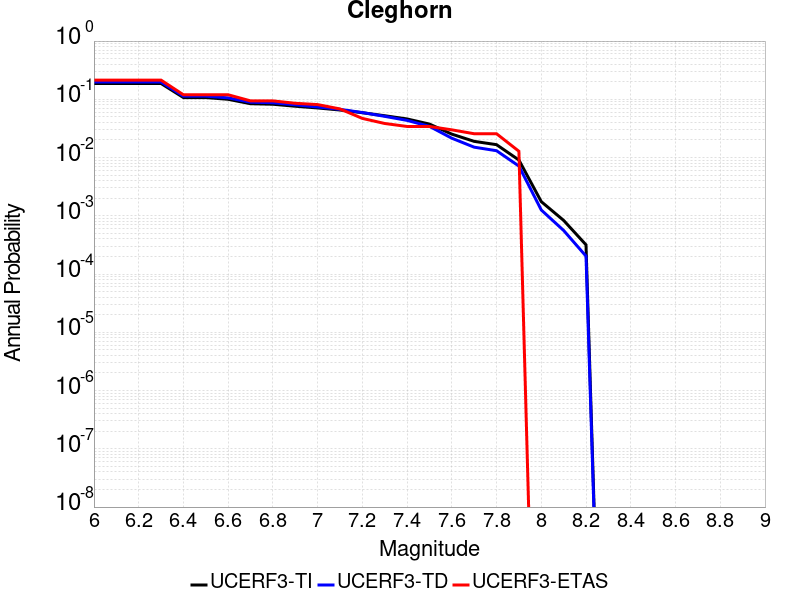 Cleghorn
10^0
10^-1
10^-2
10^-3
10^-4
10^-5
10^-6
10^-7
10^-8
Annual Probability
6 6.2 6.4 6.6 6.8 7 7.2 7.4 7.6 7.8 8 8.2 8.4 8.6 8.8 9
Magnitude
UCERF3-TI UCERF3-TD UCERF3-ETAS